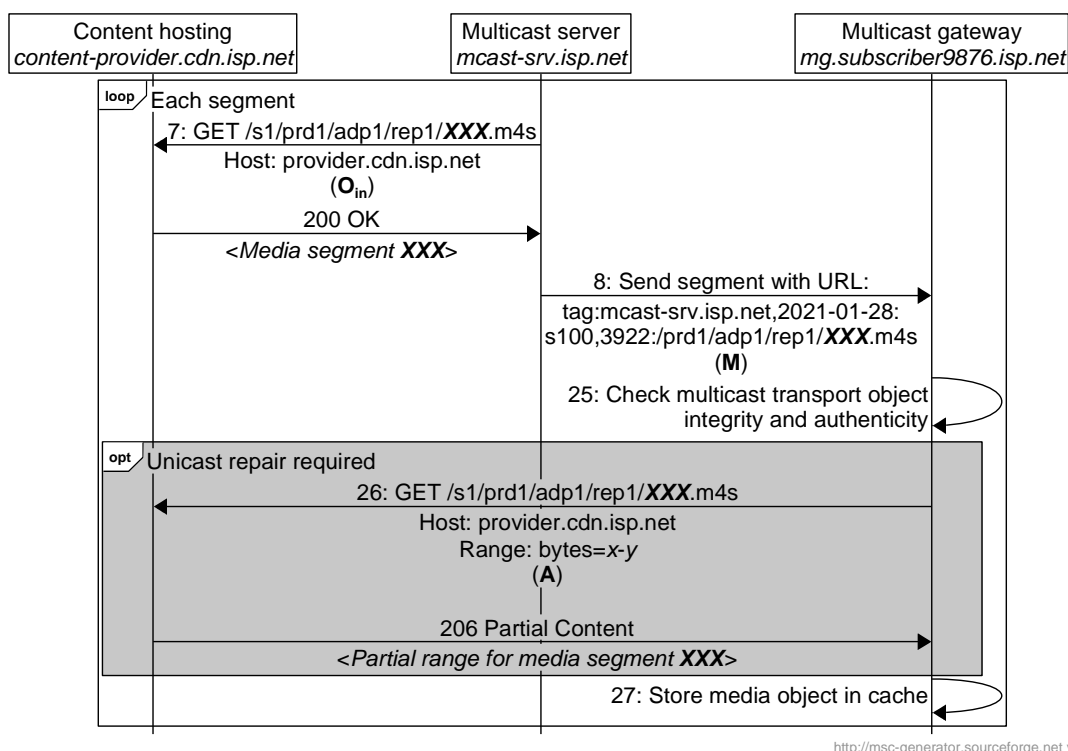 Content hosting
content-provider.cdn.isp.net
Multicast server
mcast-srv.isp.net
Multicast gateway
mg.subscriber9876.isp.net
loop
Each segment
7: GET /s1/prd1/adp1/rep1/XXX.m4s
Host: provider.cdn.isp.net
(Oin)
200 OK
<Media segment XXX>
8: Send segment with URL:
tag:mcast-srv.isp.net,2021-01-28:
s100,3922:/prd1/adp1/rep1/XXX.m4s
(M)
25: Check multicast transport object
integrity and authenticity
opt
Unicast repair required
26: GET /s1/prd1/adp1/rep1/XXX.m4s
Host: provider.cdn.isp.net
Range: bytes=x-y
(A)
206 Partial Content
<Partial range for media segment XXX>
27: Store media object in cache
http://msc-generator.sourceforge.net